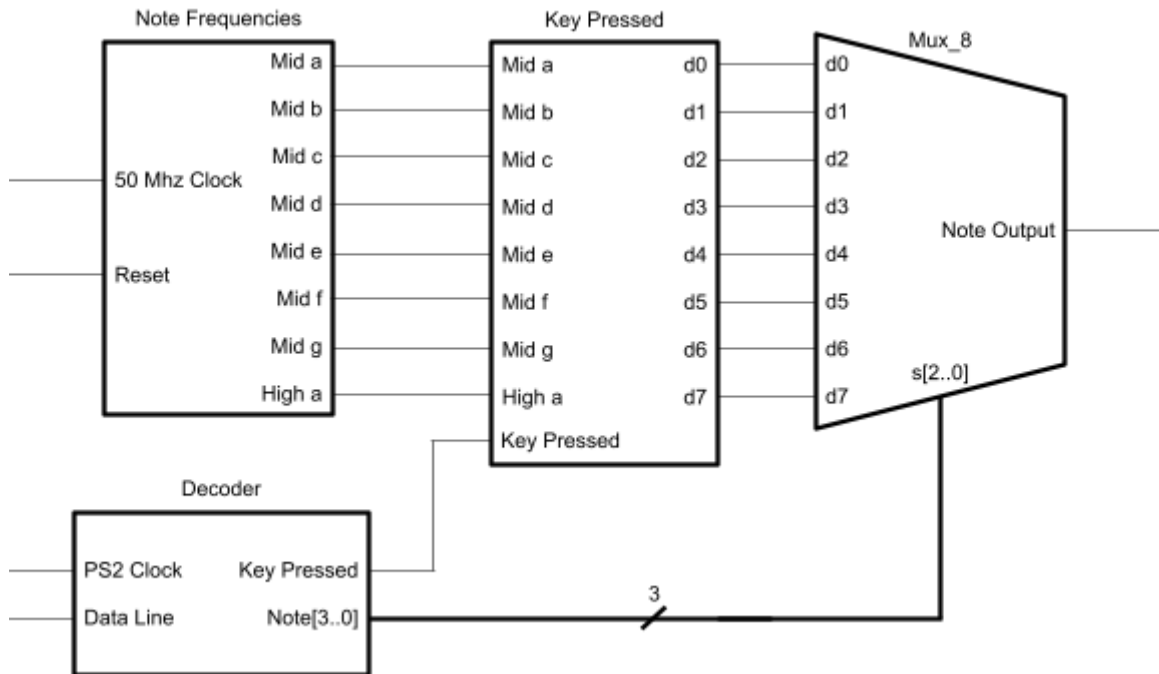 Note Frequencies
Mid a
Mid b
Mid c
Mid d
Mid e
Mid f
Mid g
High a
50 Mhz Clock
Reset
Key Pressed
Mid a
Mid b
Mid c
Mid d
Mid e
Mid f
Mid g
High a
Key Pressed
d0
d1
d2
d3
d4
d5
d6
d7
Mux_8
d0
d1
d2
d3
d4
d5
d6
d7
s[2..0]
Note Output
Decoder
PS2 Clock
Data Line
Key Pressed
Note[3..0]
3